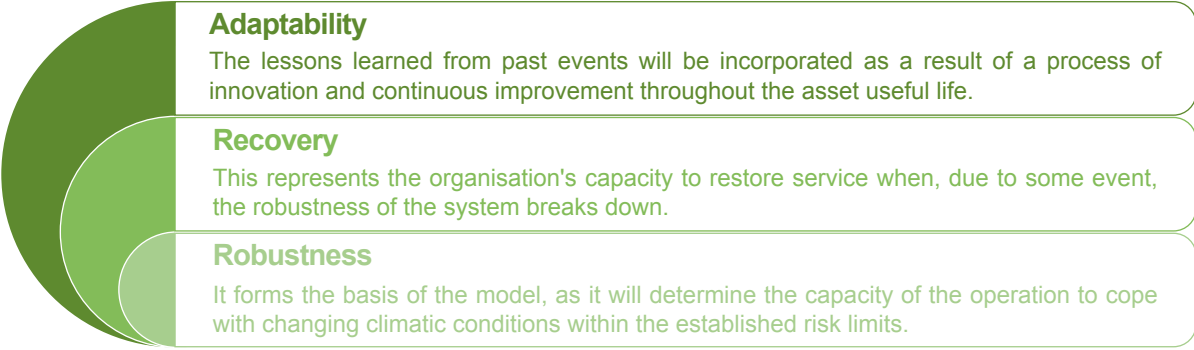 Adaptability
The lessons learned from past events will be incorporated as a result of a process of
innovation and continuous improvement throughout the asset useful life.
Recovery
This represents the organisation's capacity to restore service when, due to some event,
the robustness of the system breaks down.
Robustness
It forms the basis of the model, as it will determine the capacity of the operation to cope
with changing climatic conditions within the established risk limits.